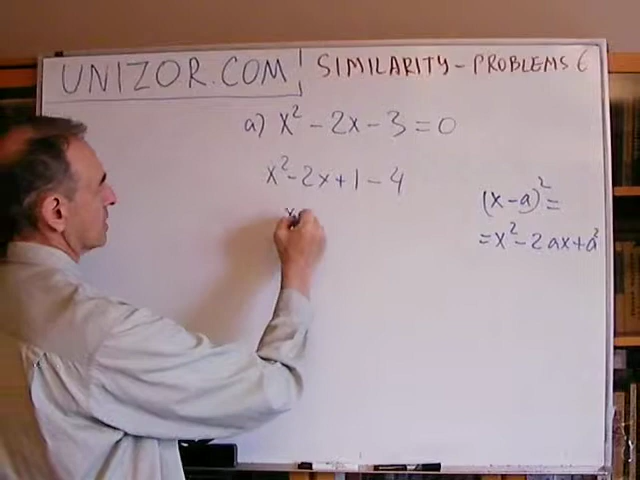 UNIZOR.COM
SIMILARITY - PROBLEMS 6
a) x² - 2x - 3 = 0
x² - 2x + 1 - 4
x
(x - a)² =
= x² - 2ax + a²